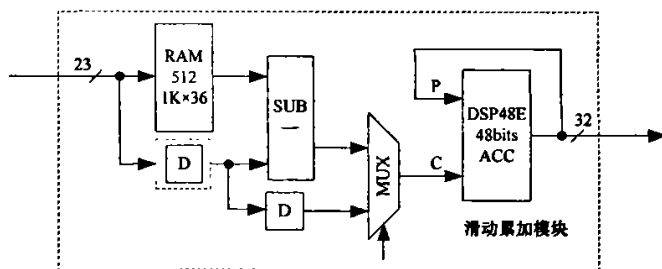 23
RAM
512
1K×36
SUB
—
D
D
MUX
P
C
DSP48E
48bits
ACC
32
滑动累加模块